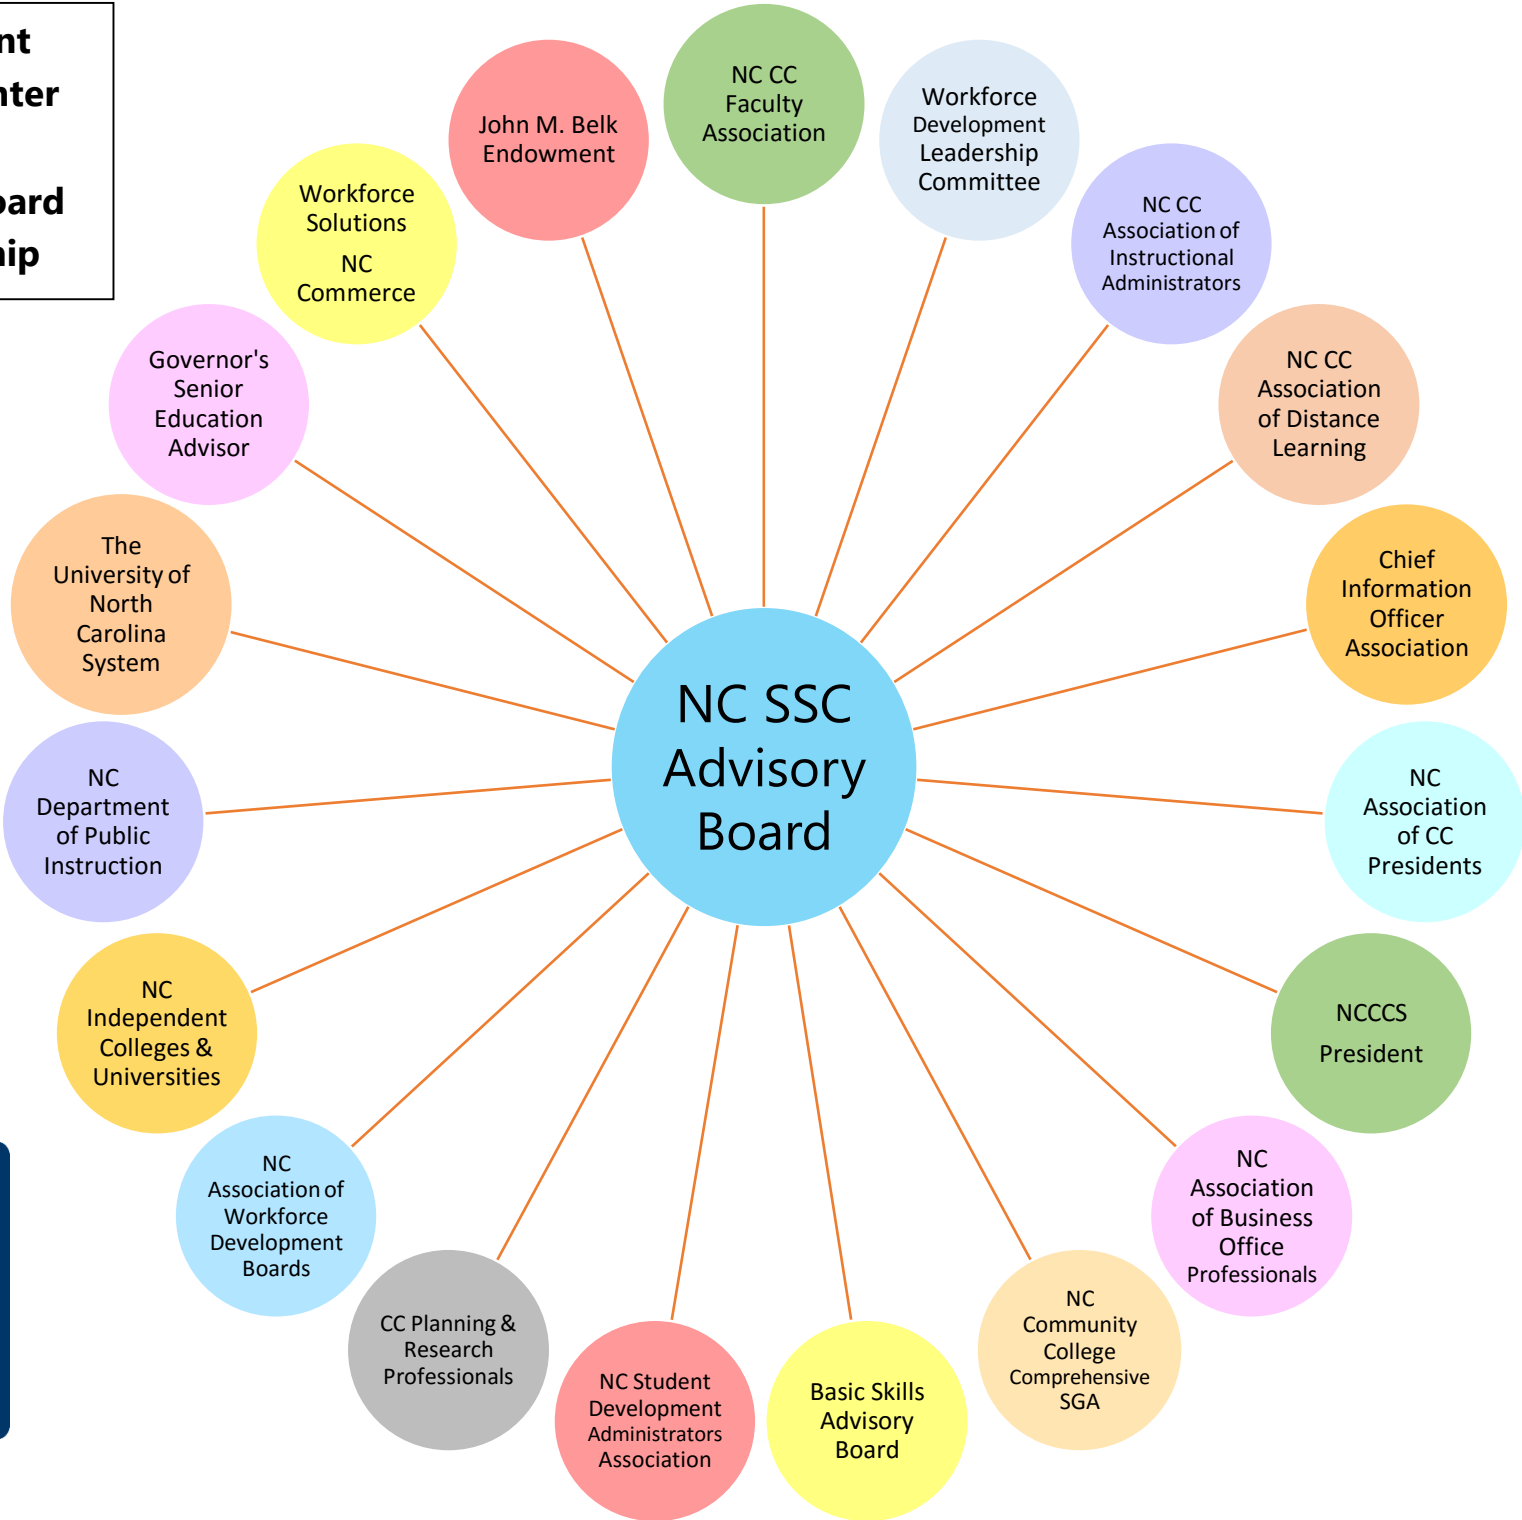 NC CC
Faculty
Association
Workforce
Development
Leadership
Committee
NC CC
Association of
Instructional
Administrators
NC CC
Association
of Distance
Learning
Chief
Information
Officer
Association
NC
Association
of CC
Presidents
NCCCS
President
NC
Association
of Business
Office
Professionals
NC
Community
College
Comprehensive
SGA
Basic Skills
Advisory
Board
NC Student
Development
Administrators
Association
CC Planning &
Research
Professionals
NC
Association of
Workforce
Development
Boards
NC
Independent
Colleges &
Universities
NC
Department
of Public
Instruction
The
University of
North
Carolina
System
Governor's
Senior
Education
Advisor
Workforce
Solutions
NC
Commerce
John M. Belk
Endowment
NC SSC
Advisory
Board